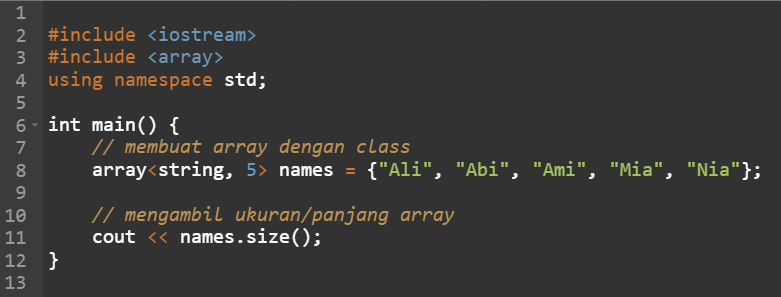 1
2 #include <iostream>
3 #include <array>
4 using namespace std;
5
6 int main() {
7     // membuat array dengan class
8     array<string, 5> names = {"Ali", "Abi", "Ami", "Mia", "Nia"};
9
10     // mengambil ukuran/panjang array
11     cout << names.size();
12 }
13